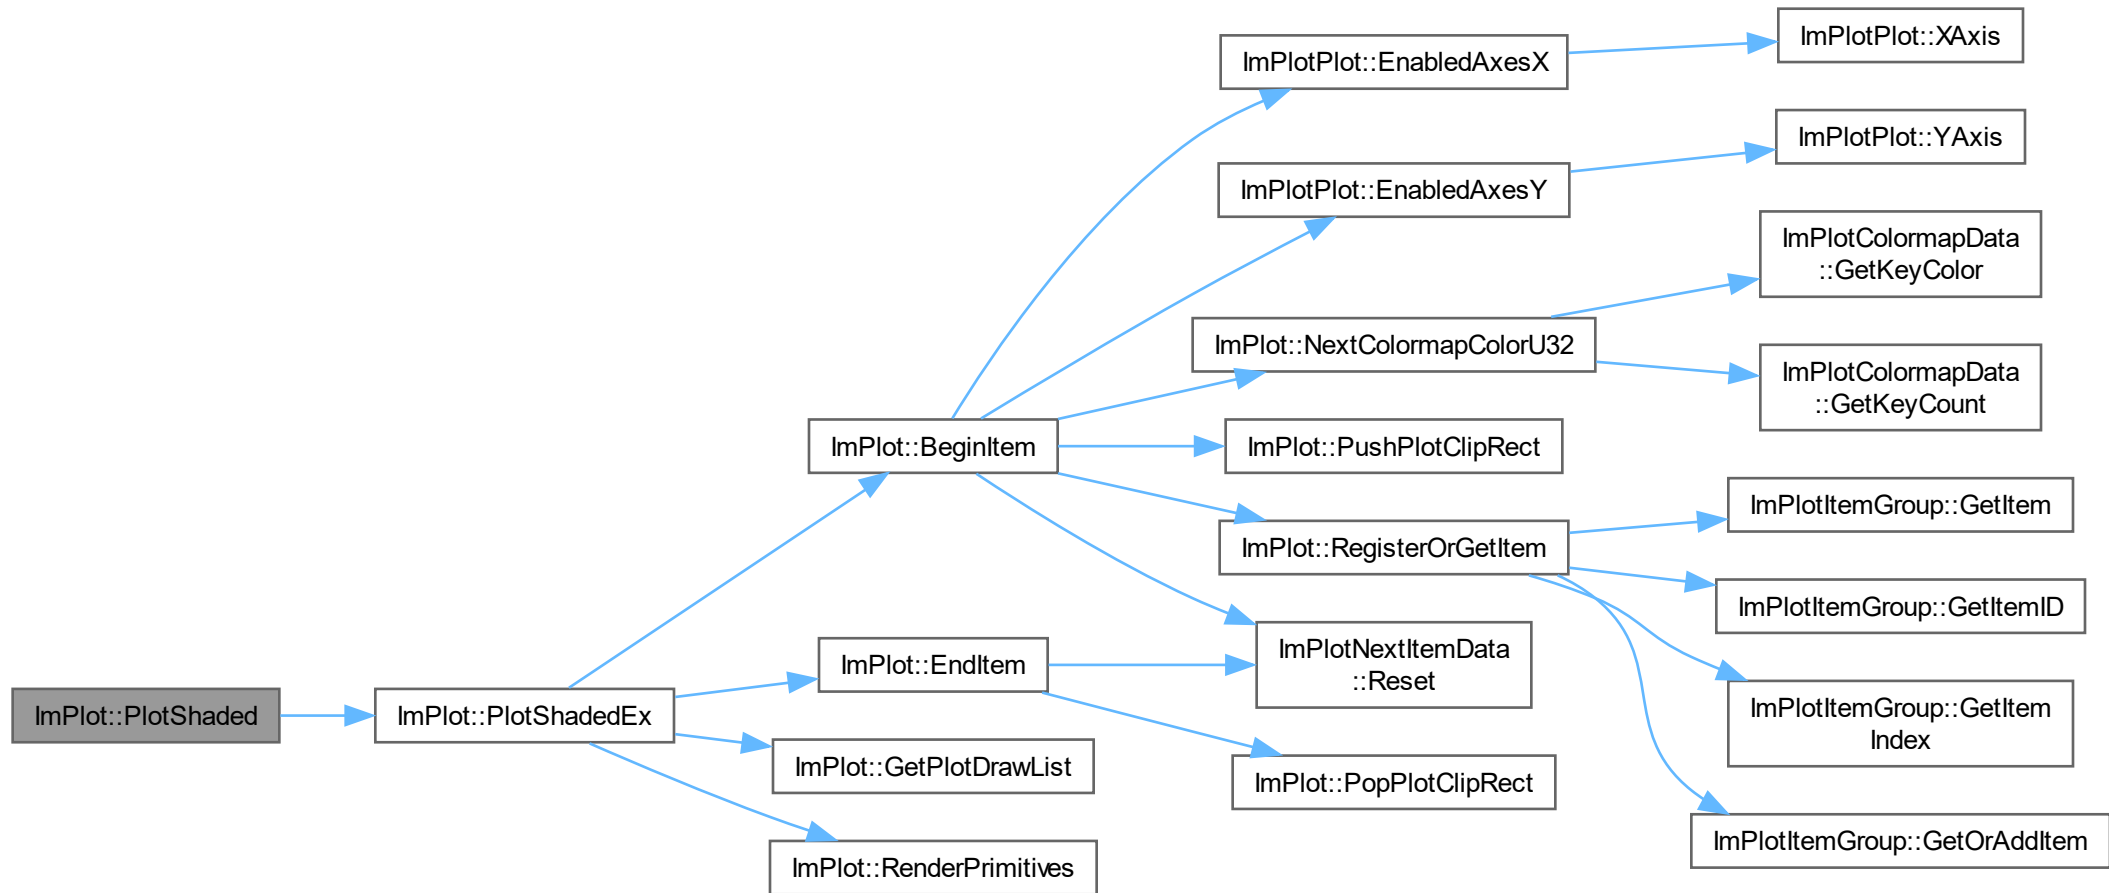 ImPlot::PlotShaded
ImPlot::PlotShadedEx
ImPlot::BeginItem
ImPlot::EndItem
ImPlot::GetPlotDrawList
ImPlot::RenderPrimitives
ImPlotPlot::EnabledAxesX
ImPlotPlot::EnabledAxesY
ImPlot::NextColormapColorU32
ImPlot::PushPlotClipRect
ImPlot::RegisterOrGetItem
ImPlotNextItemData
::Reset
ImPlot::PopPlotClipRect
ImPlotPlot::XAxis
ImPlotPlot::YAxis
ImPlotColormapData
::GetKeyColor
ImPlotColormapData
::GetKeyCount
ImPlotItemGroup::GetItem
ImPlotItemGroup::GetItemID
ImPlotItemGroup::GetItem
Index
ImPlotItemGroup::GetOrAddItem